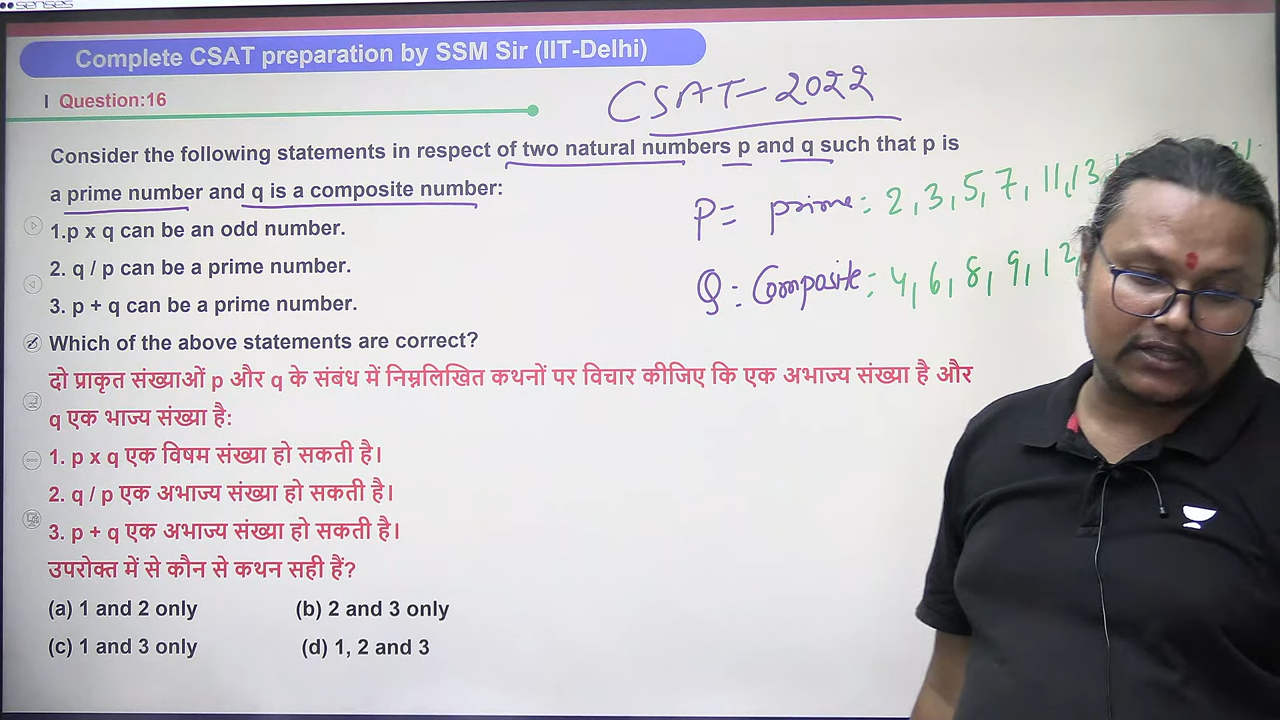 senses
Complete CSAT preparation by SSM Sir (IIT-Delhi)
Question:16
CSAT-2022
Consider the following statements in respect of two natural numbers p and q such that p is
a prime number and q is a composite number:
P= prime: 2, 3, 5, 7, 11, 13,
1.p x q can be an odd number.
2. q / p can be a prime number.
Q: Composite: 4, 6, 8, 9, 12,
3. p + q can be a prime number.
Which of the above statements are correct?
दो प्राकृत संख्याओं p और q के संबंध में निम्नलिखित कथनों पर विचार कीजिए कि एक अभाज्य संख्या है और
q एक भाज्य संख्या है:
1. p x q एक विषम संख्या हो सकती है।
2. q / p एक अभाज्य संख्या हो सकती है।
3. p + q एक अभाज्य संख्या हो सकती है।
उपरोक्त में से कौन से कथन सही हैं?
(a) 1 and 2 only (b) 2 and 3 only
(c) 1 and 3 only (d) 1, 2 and 3